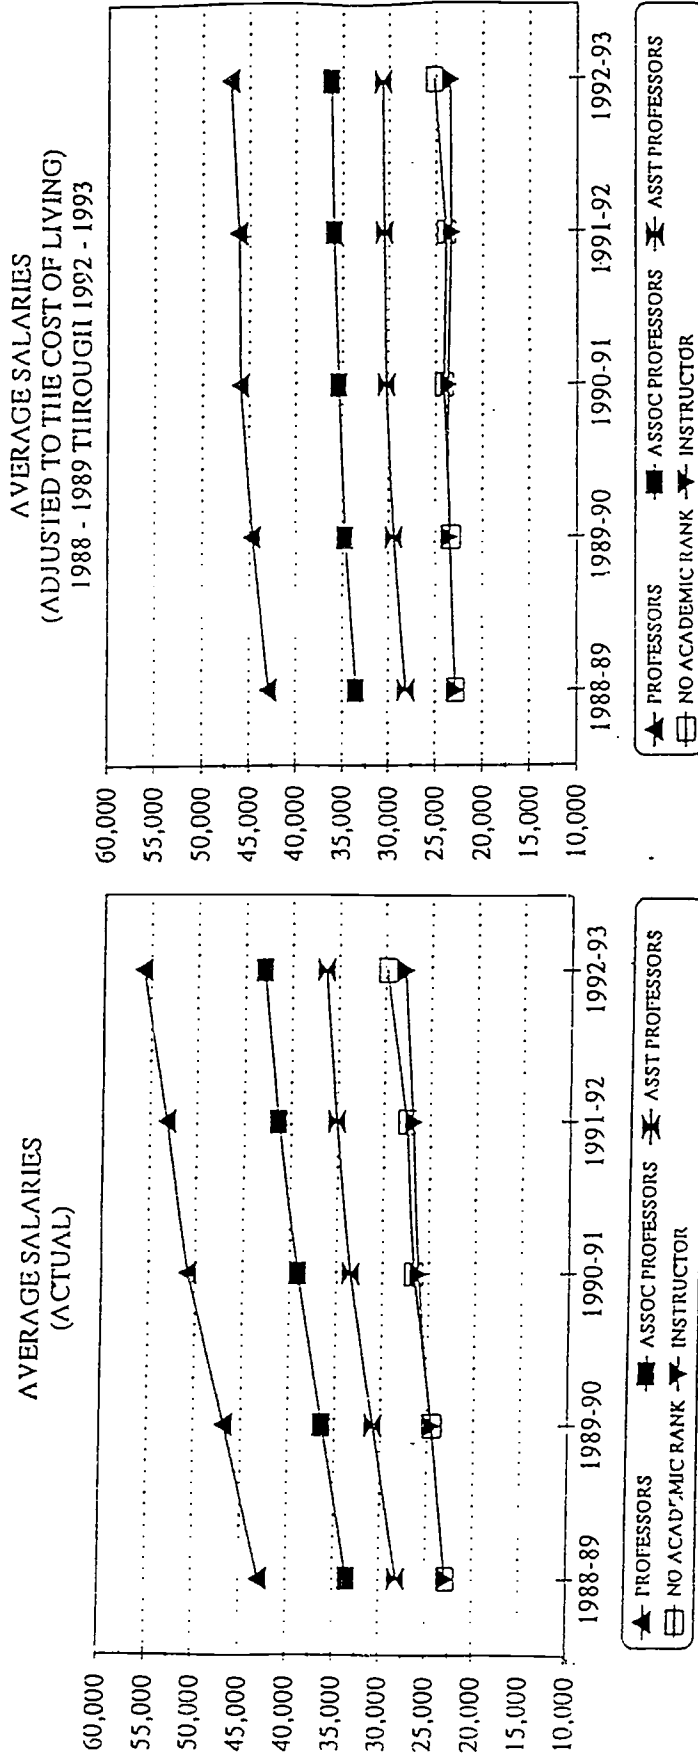 AVERAGE SALARIES
(ACTUAL)
60,000
55,000
50,000
45,000
40,000
35,000
30,000
25,000
20,000
15,000
10,000
1988-89 1989-90 1990-91 1991-92 1992-93
PROFESSORS ASSOC PROFESSORS ASST PROFESSORS
NO ACADEMIC RANK INSTRUCTOR
AVERAGE SALARIES
(ADJUSTED TO THE COST OF LIVING)
1988 - 1989 THROUGH 1992 - 1993
60,000
55,000
50,000
45,000
40,000
35,000
30,000
25,000
20,000
15,000
10,000
1988-89 1989-90 1990-91 1991-92 1992-93
PROFESSORS ASSOC PROFESSORS ASST PROFESSORS
NO ACADEMIC RANK INSTRUCTOR